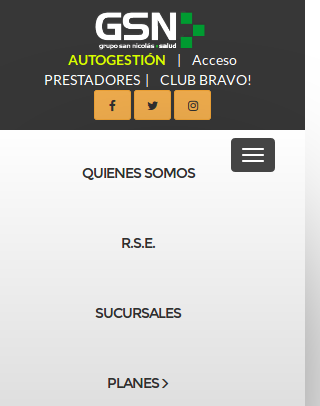 GSN
grupo san nicolás salud
AUTOGESTIÓN | Acceso
PRESTADORES | CLUB BRAVO!
QUIENES SOMOS
R.S.E.
SUCURSALES
PLANES >